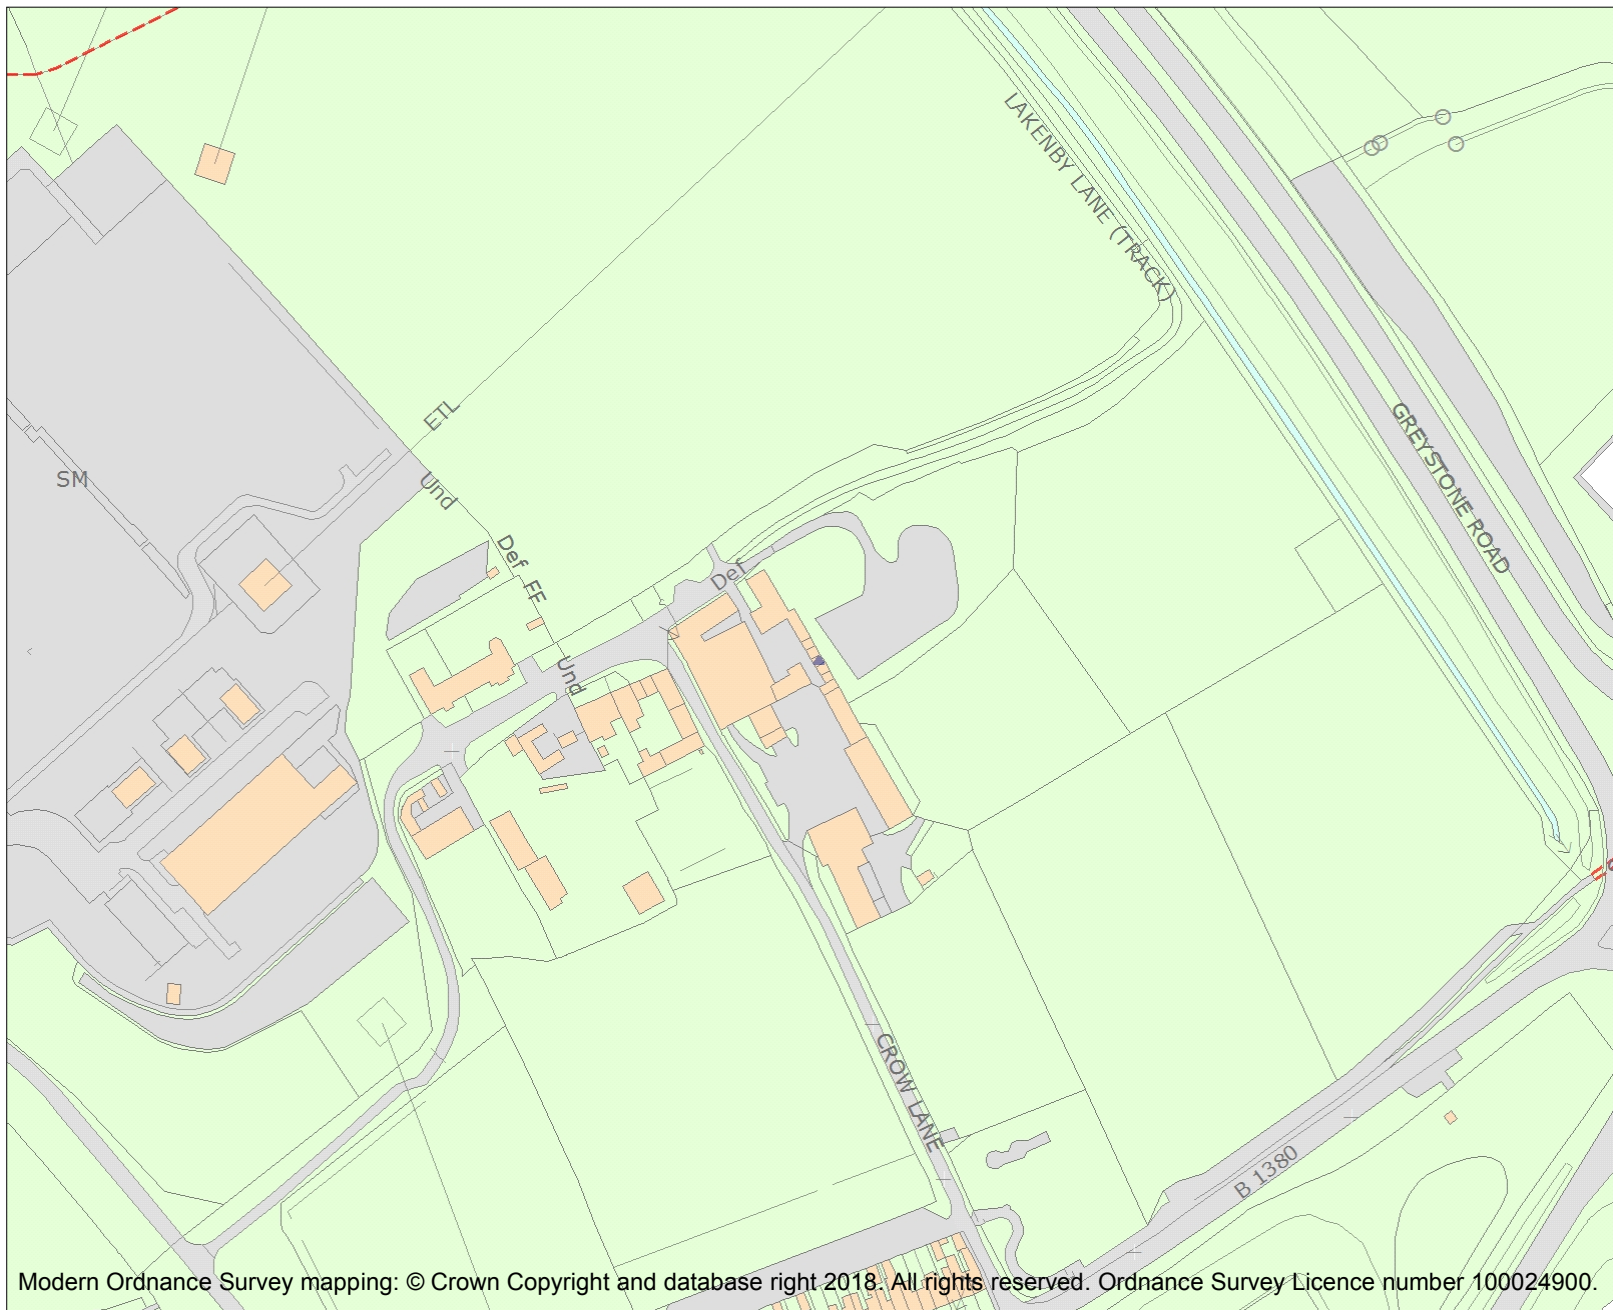 LAKENBY LANE (TRACK)
ETL
GREYSTONE ROAD
SM
Und
Def FF
Def
Und
CROW LANE
B 1380
Modern Ordnance Survey mapping: © Crown Copyright and database right 2018. All rights reserved. Ordnance Survey Licence number 100024900.